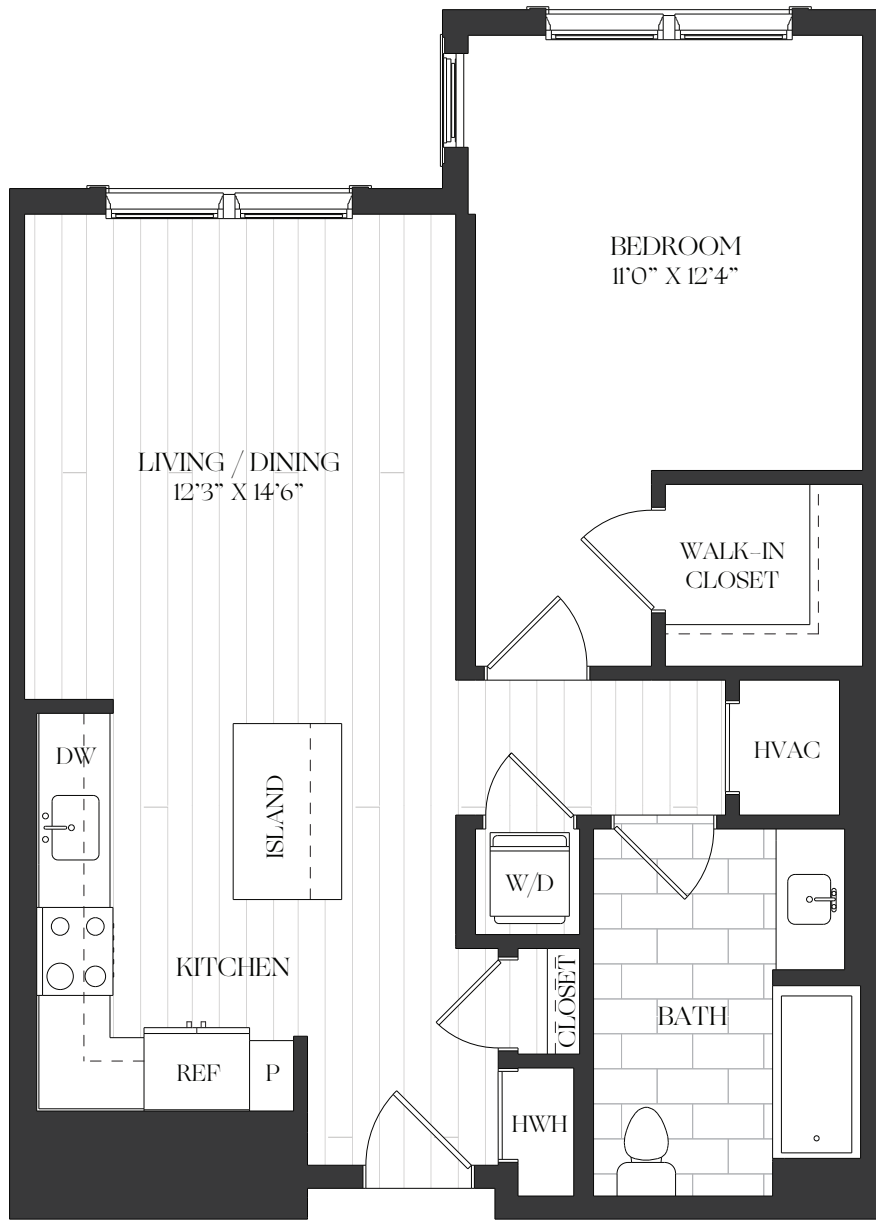 BEDROOM
11'0" X 12'4"
LIVING / DINING
12'3" X 14'6"
WALK-IN
CLOSET
HVAC
DW
ISLAND
W/D
KITCHEN
CLOSET
BATH
REF
P
HWH